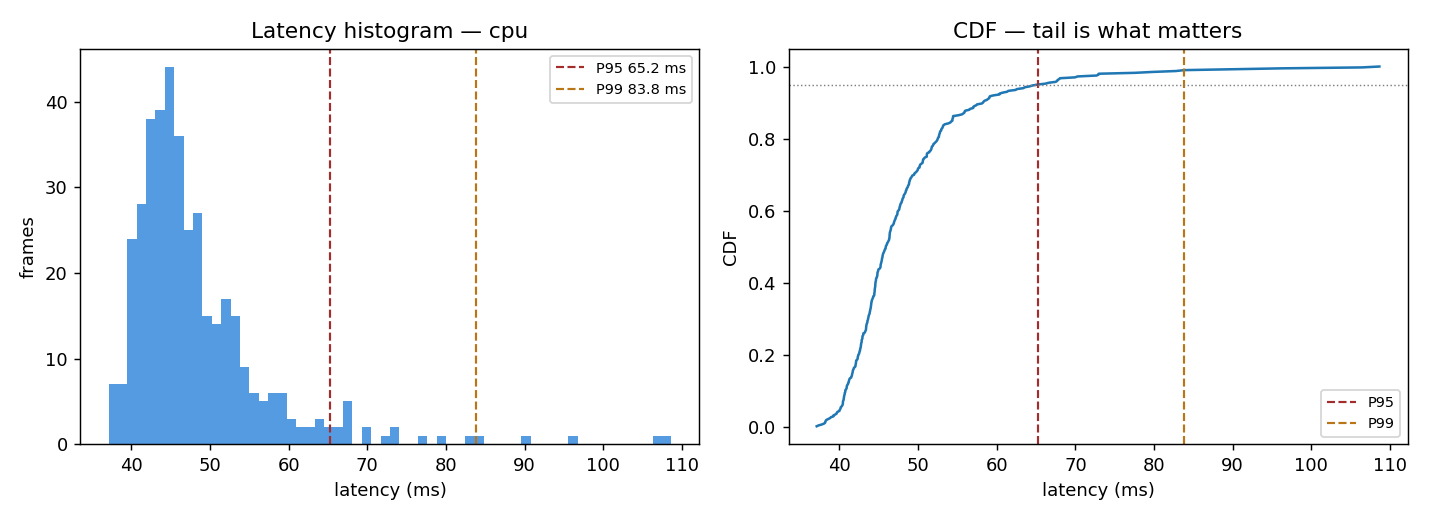 Latency histogram — cpu
P95 65.2 ms
P99 83.8 ms
frames
0
10
20
30
40
40 50 60 70 80 90 100 110
latency (ms)
CDF — tail is what matters
CDF
1.0
0.8
0.6
0.4
0.2
0.0
P95
P99
40 50 60 70 80 90 100 110
latency (ms)